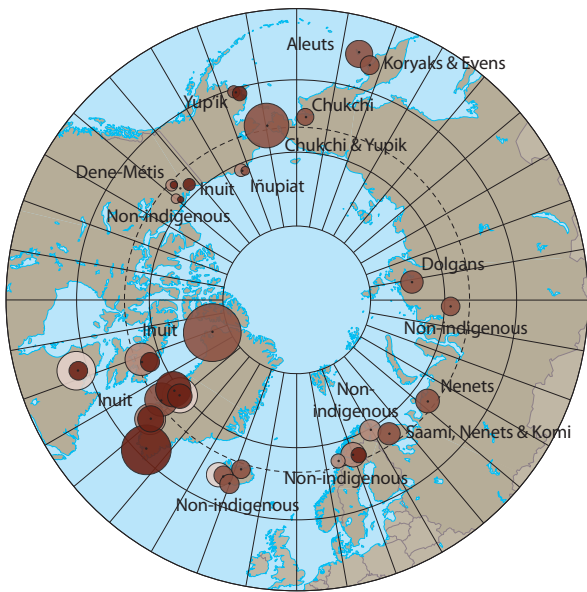 Aleuts
Koryaks & Evens
Yup'ik
Chukchi
Chukchi & Yupik
Dene-Métis
Inuit
Iñupiat
Non-indigenous
Dolgans
Inuit
Non-indigenous
Non-
indigenous
Nenets
Inuit
Saami, Nenets & Komi
Non-indigenous
Non-indigenous